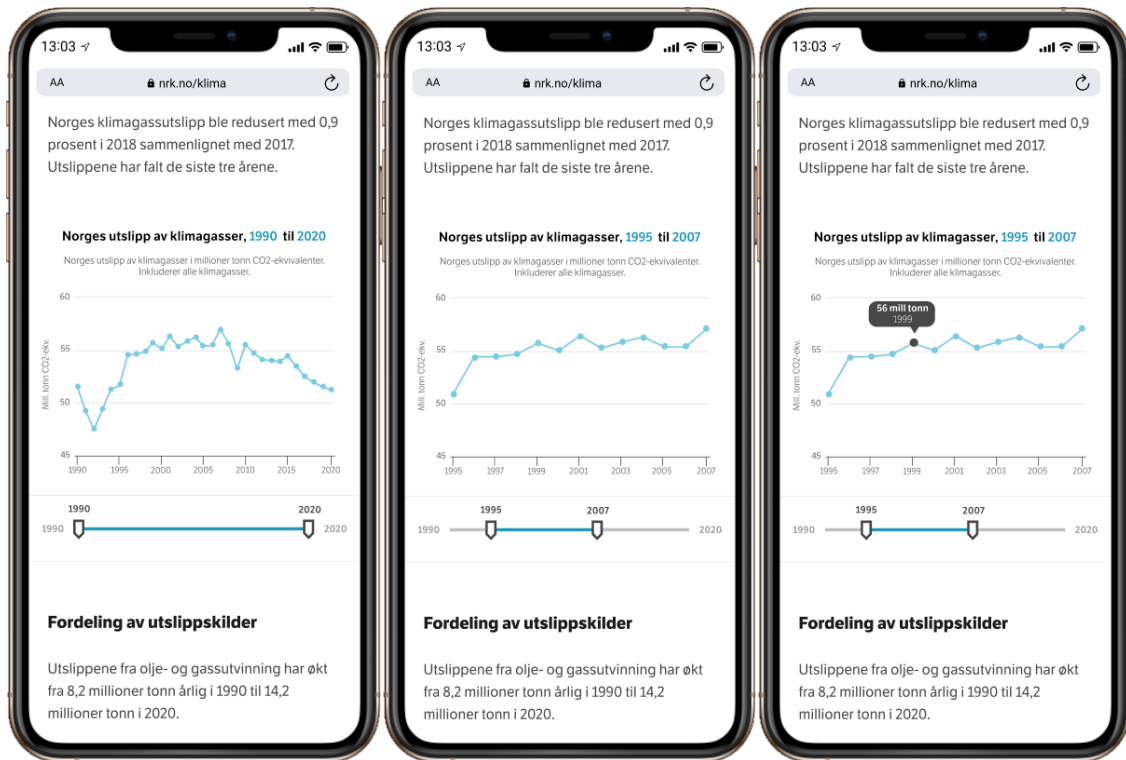 13:03
AA
nrk.no/klima
Norges klimagassutslipp ble redusert med 0,9
prosent i 2018 sammenlignet med 2017.
Utslippene har falt de siste tre årene.
Norges utslipp av klimagasser, 1990 til 2020
Norges utslipp av klimagasser i millioner tonn CO2-ekvivalenter.
Inkluderer alle klimagasser.
60
55
50
45
Mill. tonn CO2-ekv.
1990 1995 2000 2005 2010 2015 2020
1990 2020
1990 2020
Fordeling av utslippskilder
Utslippene fra olje- og gassutvinning har økt
fra 8,2 millioner tonn årlig i 1990 til 14,2
millioner tonn i 2020.
13:03
AA
nrk.no/klima
Norges klimagassutslipp ble redusert med 0,9
prosent i 2018 sammenlignet med 2017.
Utslippene har falt de siste tre årene.
Norges utslipp av klimagasser, 1995 til 2007
Norges utslipp av klimagasser i millioner tonn CO2-ekvivalenter.
Inkluderer alle klimagasser.
60
55
50
45
Mill. tonn CO2-ekv.
1995 1997 1999 2001 2003 2005 2007
1995 2007
1990 2020
Fordeling av utslippskilder
Utslippene fra olje- og gassutvinning har økt
fra 8,2 millioner tonn årlig i 1990 til 14,2
millioner tonn i 2020.
13:03
AA
nrk.no/klima
Norges klimagassutslipp ble redusert med 0,9
prosent i 2018 sammenlignet med 2017.
Utslippene har falt de siste tre årene.
Norges utslipp av klimagasser, 1995 til 2007
Norges utslipp av klimagasser i millioner tonn CO2-ekvivalenter.
Inkluderer alle klimagasser.
60
56 mill tonn
1999
55
50
45
Mill. tonn CO2-ekv.
1995 1997 1999 2001 2003 2005 2007
1995 2007
1990 2020
Fordeling av utslippskilder
Utslippene fra olje- og gassutvinning har økt
fra 8,2 millioner tonn årlig i 1990 til 14,2
millioner tonn i 2020.